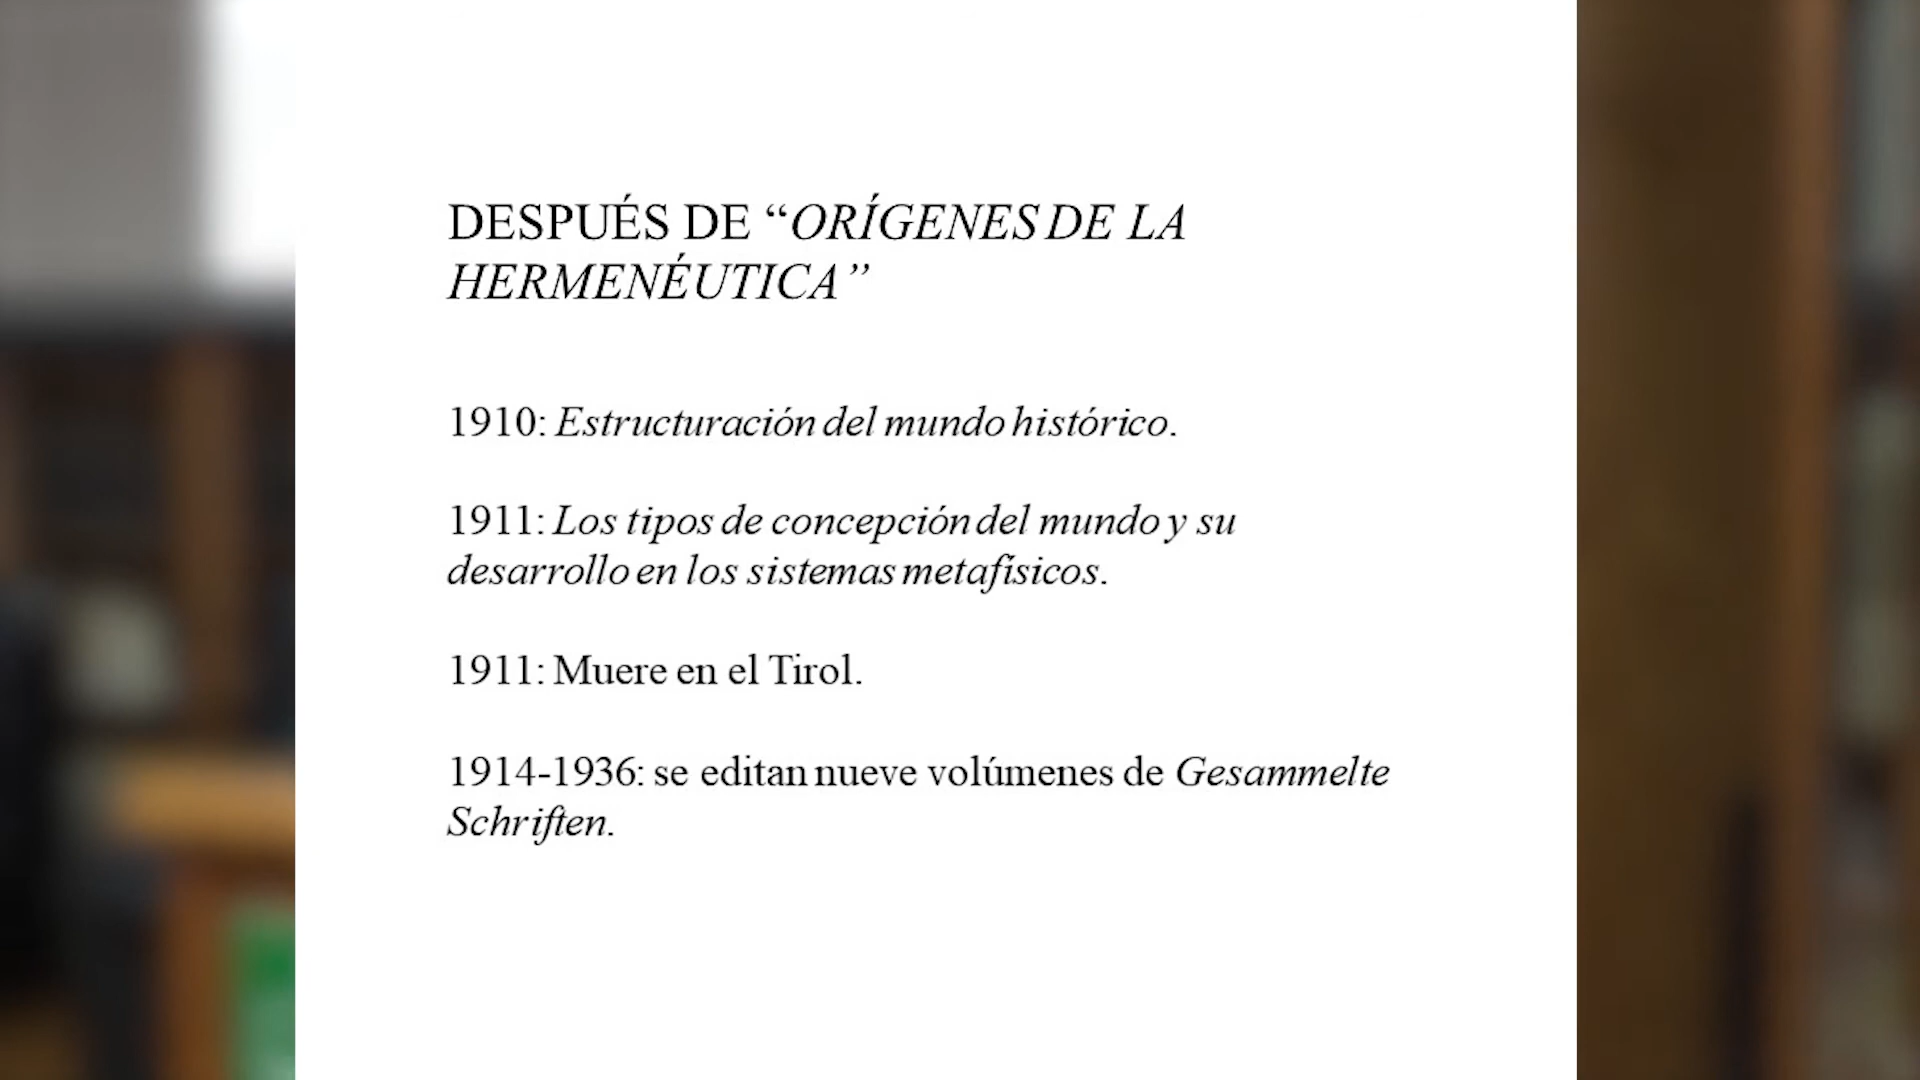 DESPUÉS DE “ORÍGENES DE LA
HERMENÉUTICA”
1910: Estructuración del mundo histórico.
1911: Los tipos de concepción del mundo y su
desarrollo en los sistemas metafísicos.
1911: Muere en el Tirol.
1914-1936: se editan nueve volúmenes de Gesammelte
Schriften.